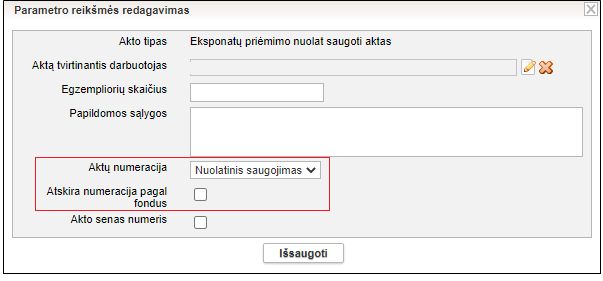 Parametro reikšmės redagavimas
Akto tipas Eksponatų priėmimo nuolat saugoti aktas
Aktą tvirtinantis darbuotojas
Egzempliorių skaičius
Papildomos sąlygos
Aktų numeracija Nuolatinis saugojimas
Atskira numeracija pagal
fondus
Akto senas numeris
Išsaugoti